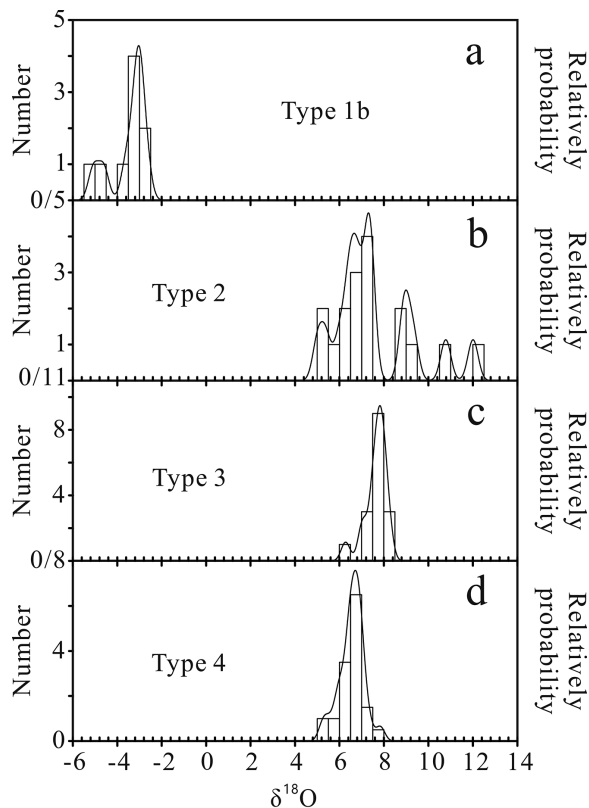 a
Type 1b
Number
5
3
1
0/5
Relatively
probability
b
Type 2
Number
3
1
0/11
Relatively
probability
c
Type 3
Number
8
4
0/8
Relatively
probability
d
Type 4
Number
4
0
Relatively
probability
-6 -4 -2 0 2 4 6 8 10 12 14
δ¹⁸O